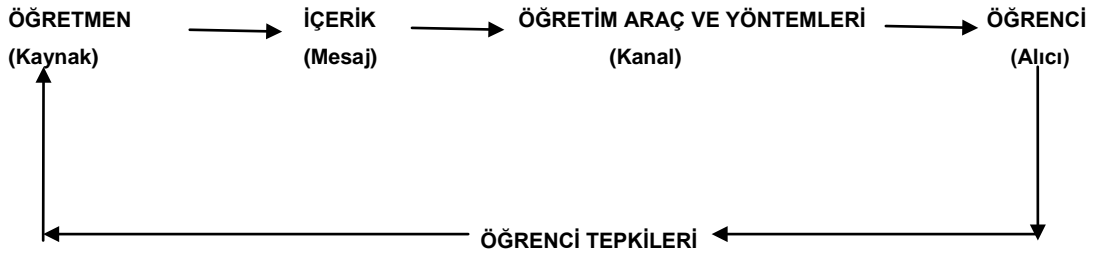 ÖĞRETMEN İÇERİK ÖĞRETİM ARAÇ VE YÖNTEMLERİ ÖĞRENCİ
(Kaynak) (Mesaj) (Kanal) (Alıcı)
ÖĞRENCİ TEPKİLERİ